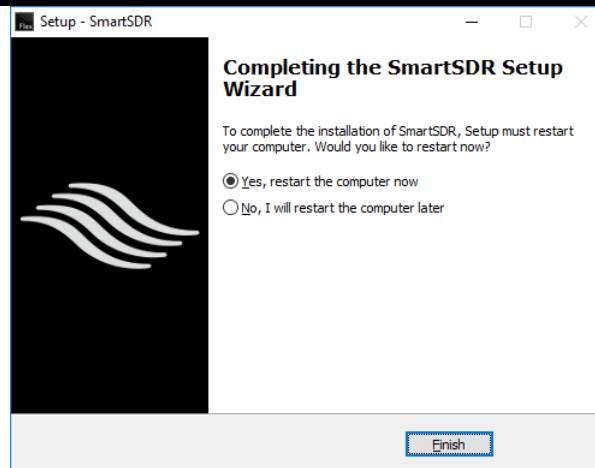 Flex
Setup - SmartSDR
Completing the SmartSDR Setup
Wizard
To complete the installation of SmartSDR, Setup must restart
your computer. Would you like to restart now?
Yes, restart the computer now
No, I will restart the computer later
Finish